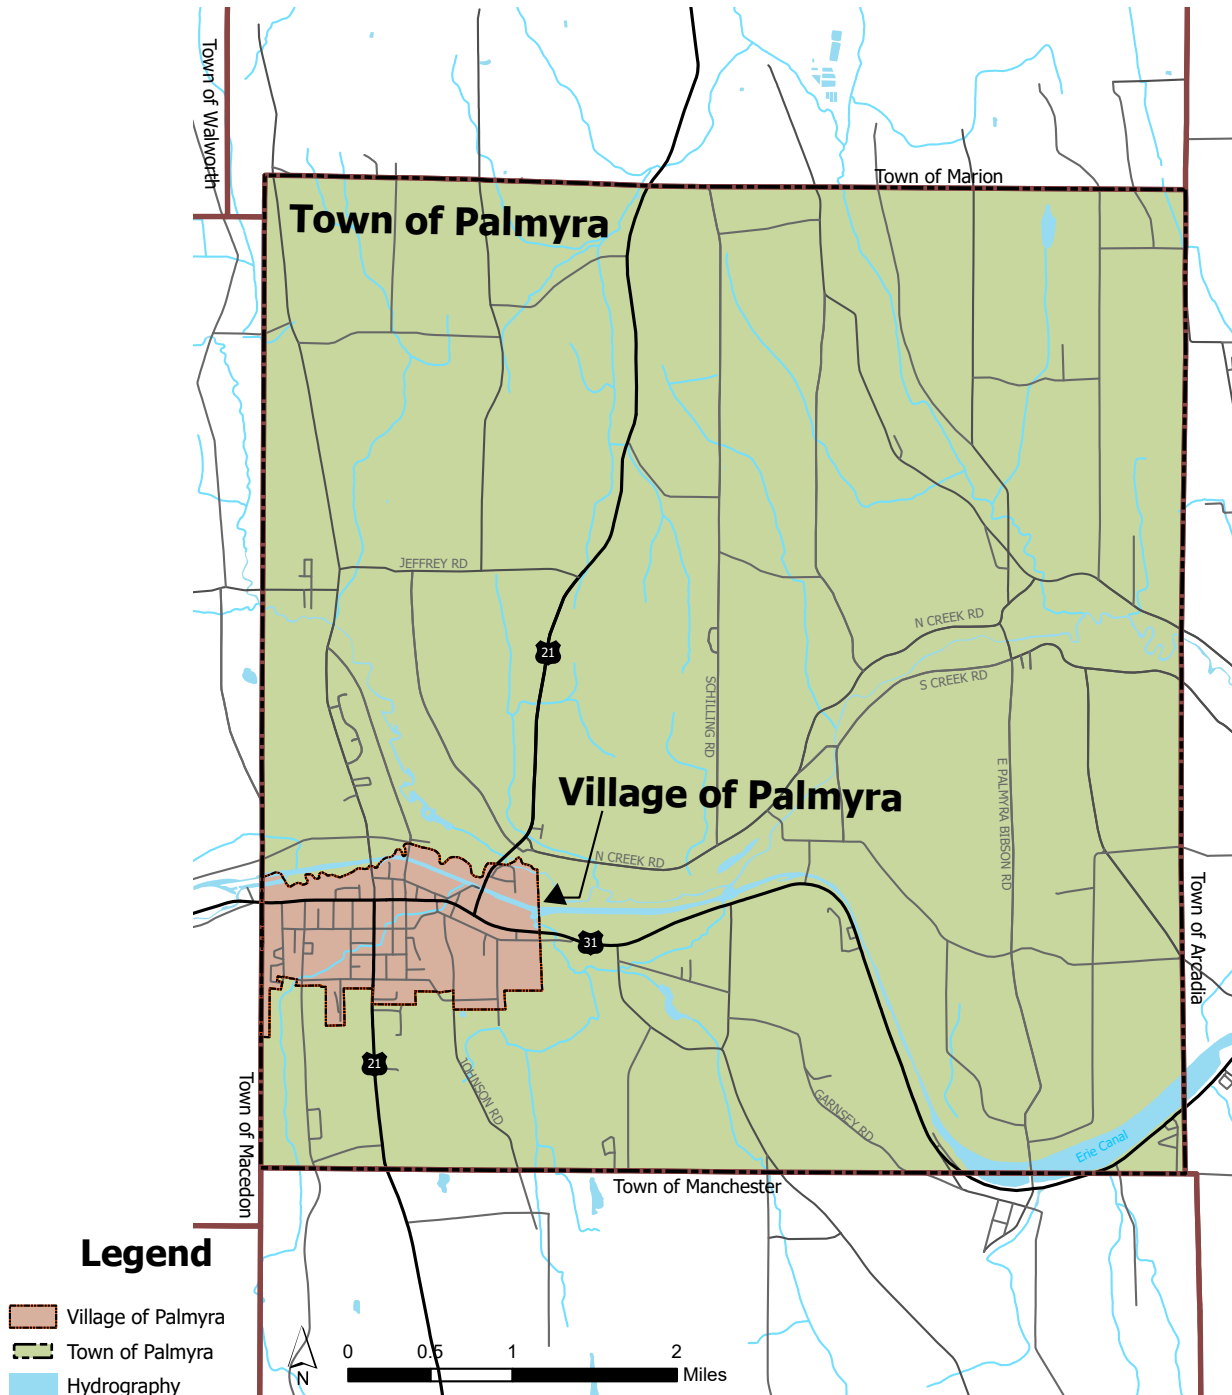 Town of Walworth
Town of Marion
Town of Palmyra
JEFFREY RD
N CREEK RD
21
S CREEK RD
SCHILLING RD
E PALMYRA BIBSON RD
Village of Palmyra
N CREEK RD
Town of Arcadia
31
21
JOHNSON RD
GARNSEY RD
Erie Canal
Town of Macedon
Town of Manchester
Legend
Village of Palmyra
Town of Palmyra
Hydrography
N
0 0.5 1 2
Miles